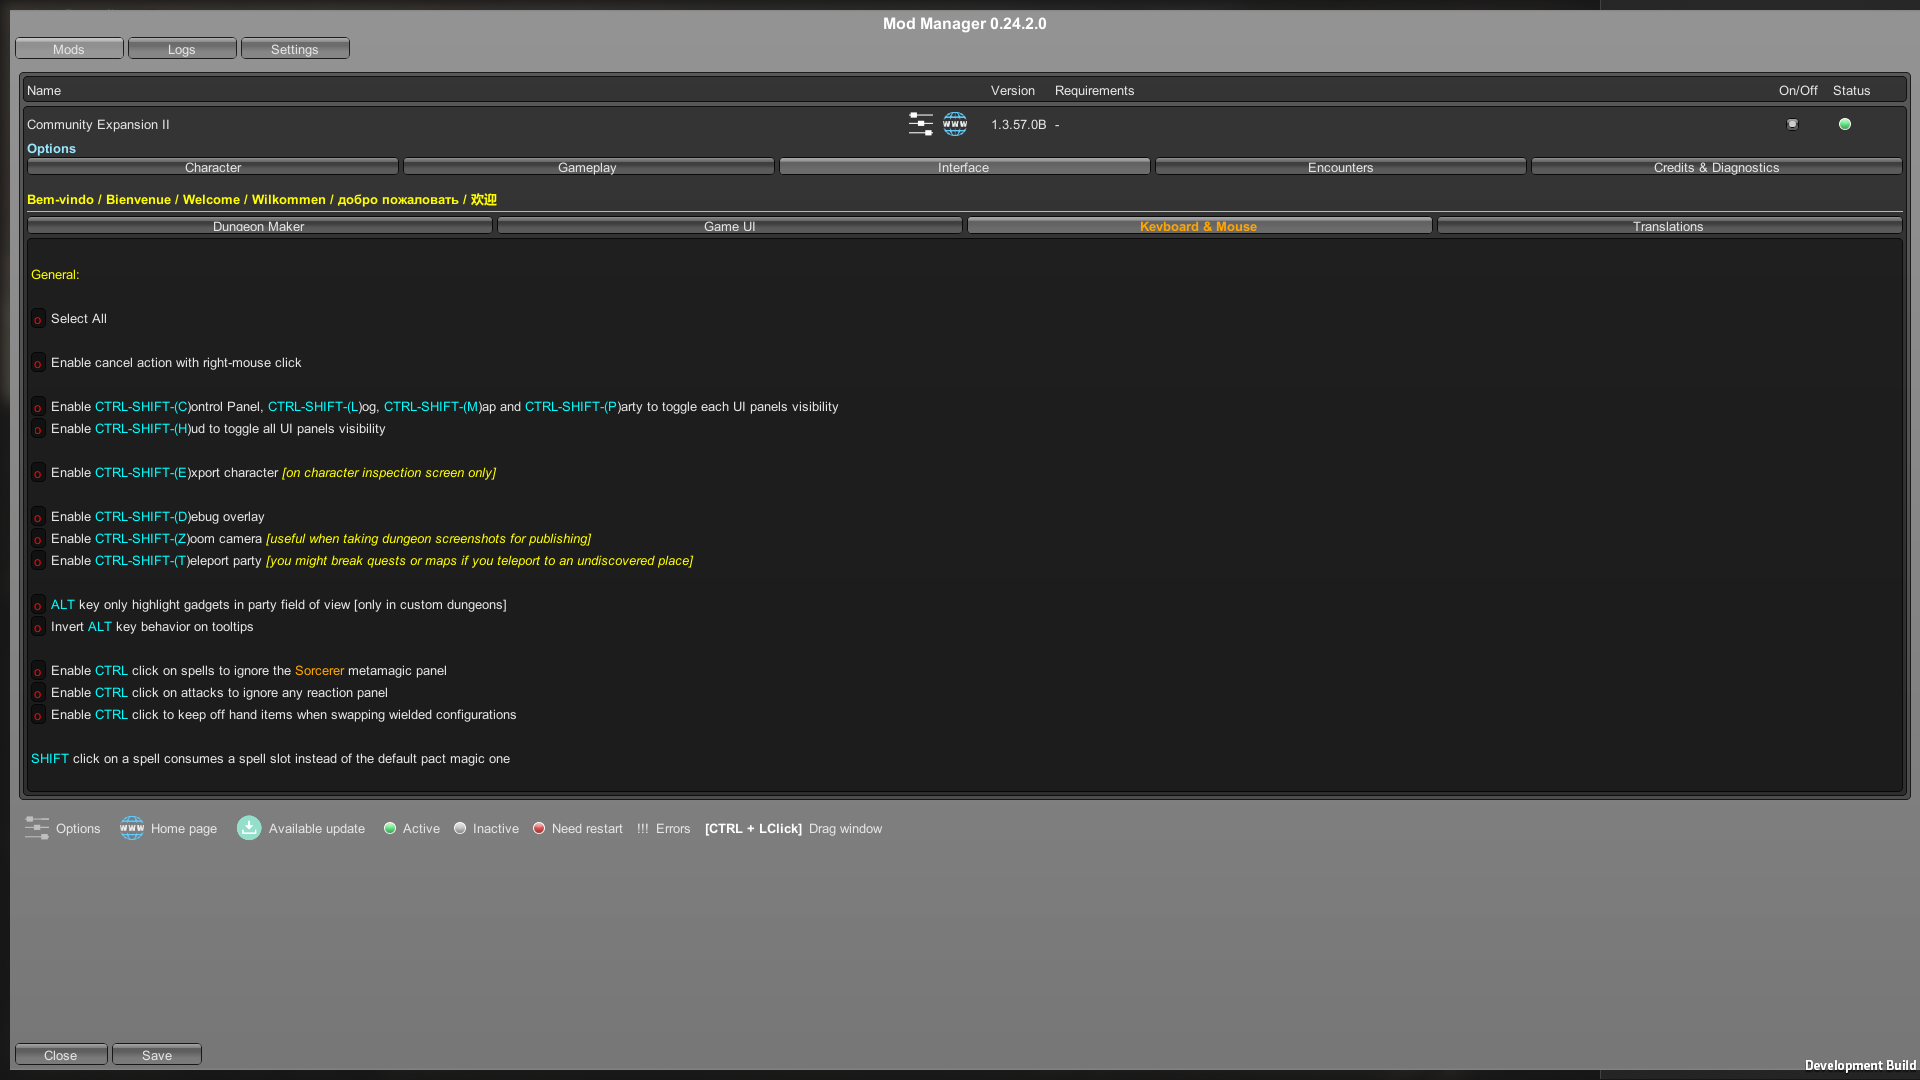 Mod Manager 0.24.2.0
Mods Logs Settings
Name Version Requirements On/Off Status
Community Expansion II WWW 1.3.57.0B -
Options
Character Gameplay Interface Encounters Credits & Diagnostics
Bem-vindo / Bienvenue / Welcome / Wilkommen / добро пожаловать / 欢迎
Dungeon Maker Game UI Keyboard & Mouse Translations
General:
o Select All
o Enable cancel action with right-mouse click
o Enable CTRL-SHIFT-(C)ontrol Panel, CTRL-SHIFT-(L)og, CTRL-SHIFT-(M)ap and CTRL-SHIFT-(P)arty to toggle each UI panels visibility
o Enable CTRL-SHIFT-(H)ud to toggle all UI panels visibility
o Enable CTRL-SHIFT-(E)xport character [on character inspection screen only]
o Enable CTRL-SHIFT-(D)ebug overlay
o Enable CTRL-SHIFT-(Z)oom camera [useful when taking dungeon screenshots for publishing]
o Enable CTRL-SHIFT-(T)eleport party [you might break quests or maps if you teleport to an undiscovered place]
o ALT key only highlight gadgets in party field of view [only in custom dungeons]
o Invert ALT key behavior on tooltips
o Enable CTRL click on spells to ignore the Sorcerer metamagic panel
o Enable CTRL click on attacks to ignore any reaction panel
o Enable CTRL click to keep off hand items when swapping wielded configurations
SHIFT click on a spell consumes a spell slot instead of the default pact magic one
Options WWW Home page Available update Active Inactive Need restart !!! Errors [CTRL + LClick] Drag window
Close Save
Development Build